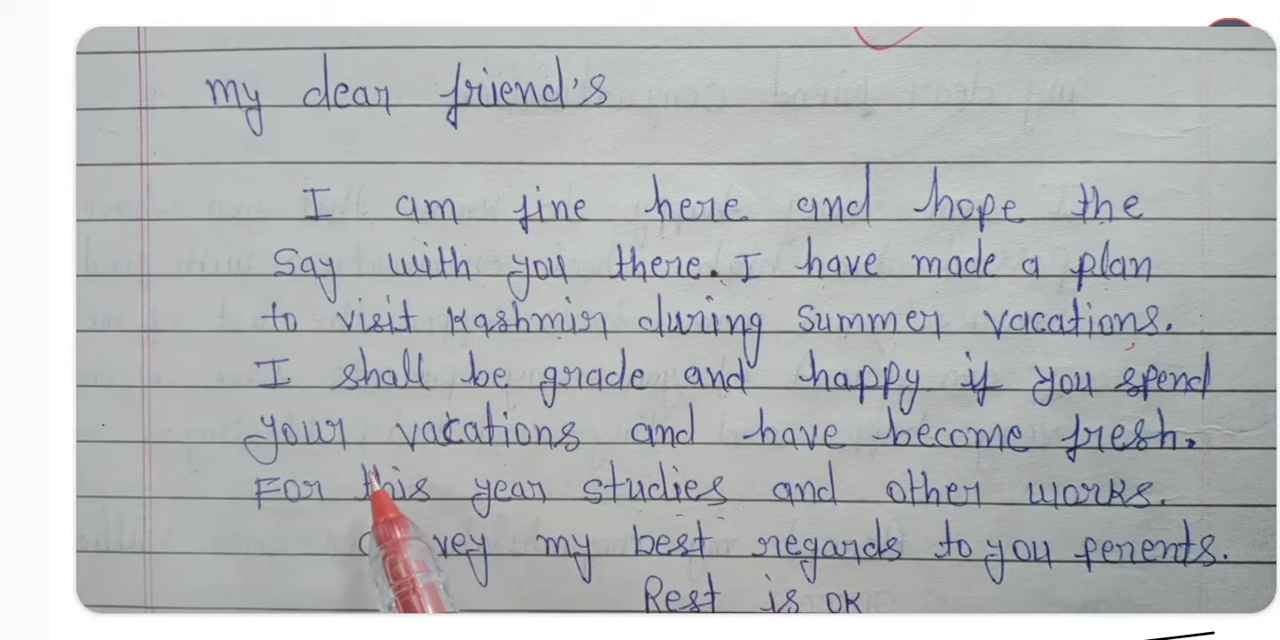 my dear friend's
I am fine here and hope the
Say with you there. I have made a plan
to visit Kashmir during Summer vacations.
I shall be grade and happy if you spend
your vacations and have become fresh.
For this year studies and other works.
vey my best regards to you perents.
Rest is OK